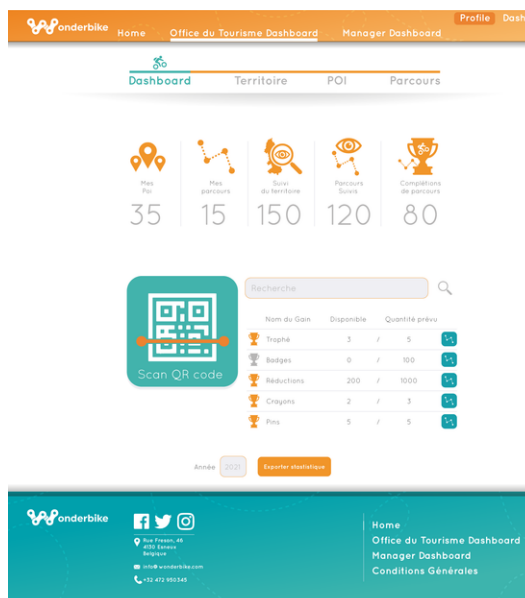 Wonderbike
Home Office du Tourisme Dashboard Manager Dashboard
Profile Dash
Dashboard Territoire POI Parcours
Mes Poi
35
Mes parcours
15
Suivi du territoire
150
Parcours Suivis
120
Complétions de parcours
80
Recherche
Nom du Gain Disponible Quantité prévu
Trophé 3 / 5
Badges 0 / 100
Réductions 200 / 1000
Crayons 2 / 3
Pins 5 / 5
Scan QR code
Année 2021 Exporter stastistique
Wonderbike
Rue Freson, 46
4130 Esneux
Belgique
info@wonderbike.com
+32 472 950345
Home
Office du Tourisme Dashboard
Manager Dashboard
Conditions Générales